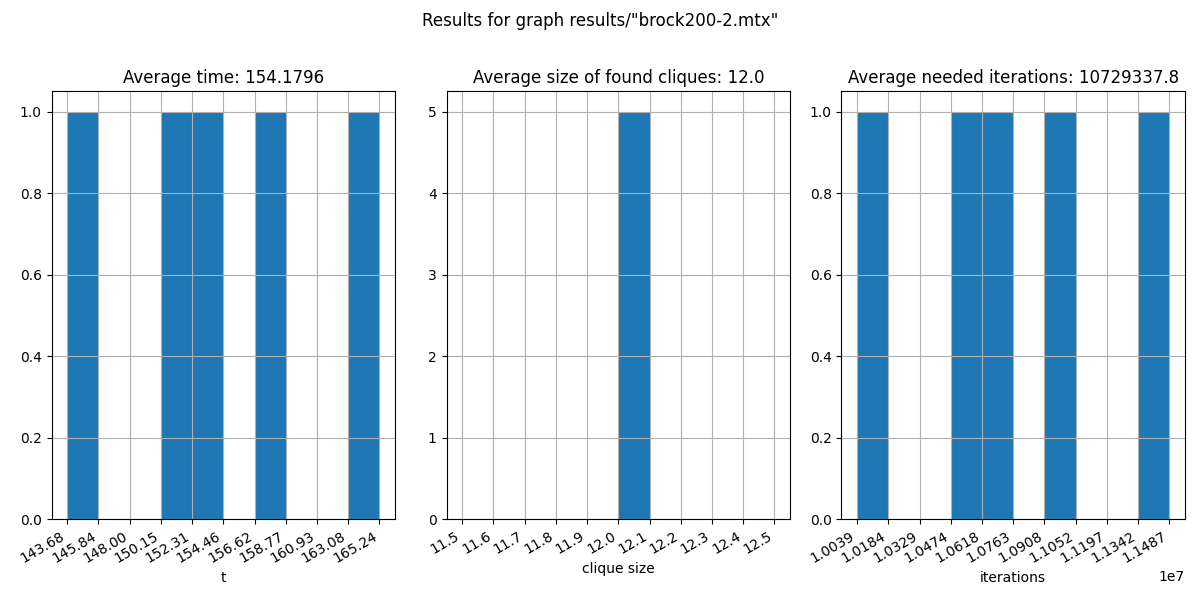 Results for graph results/"brock200-2.mtx"
Average time: 154.1796
1.0
0.8
0.6
0.4
0.2
0.0
143.68 145.84 148.00 150.15 152.31 154.46 156.62 158.77 160.93 163.08 165.24
t
Average size of found cliques: 12.0
5
4
3
2
1
0
11.5 11.6 11.7 11.8 11.9 12.0 12.1 12.2 12.3 12.4 12.5
clique size
Average needed iterations: 10729337.8
1.0
0.8
0.6
0.4
0.2
0.0
1.0039 1.0184 1.0329 1.0474 1.0618 1.0763 1.0908 1.1052 1.1197 1.1342 1.1487
1e7
iterations